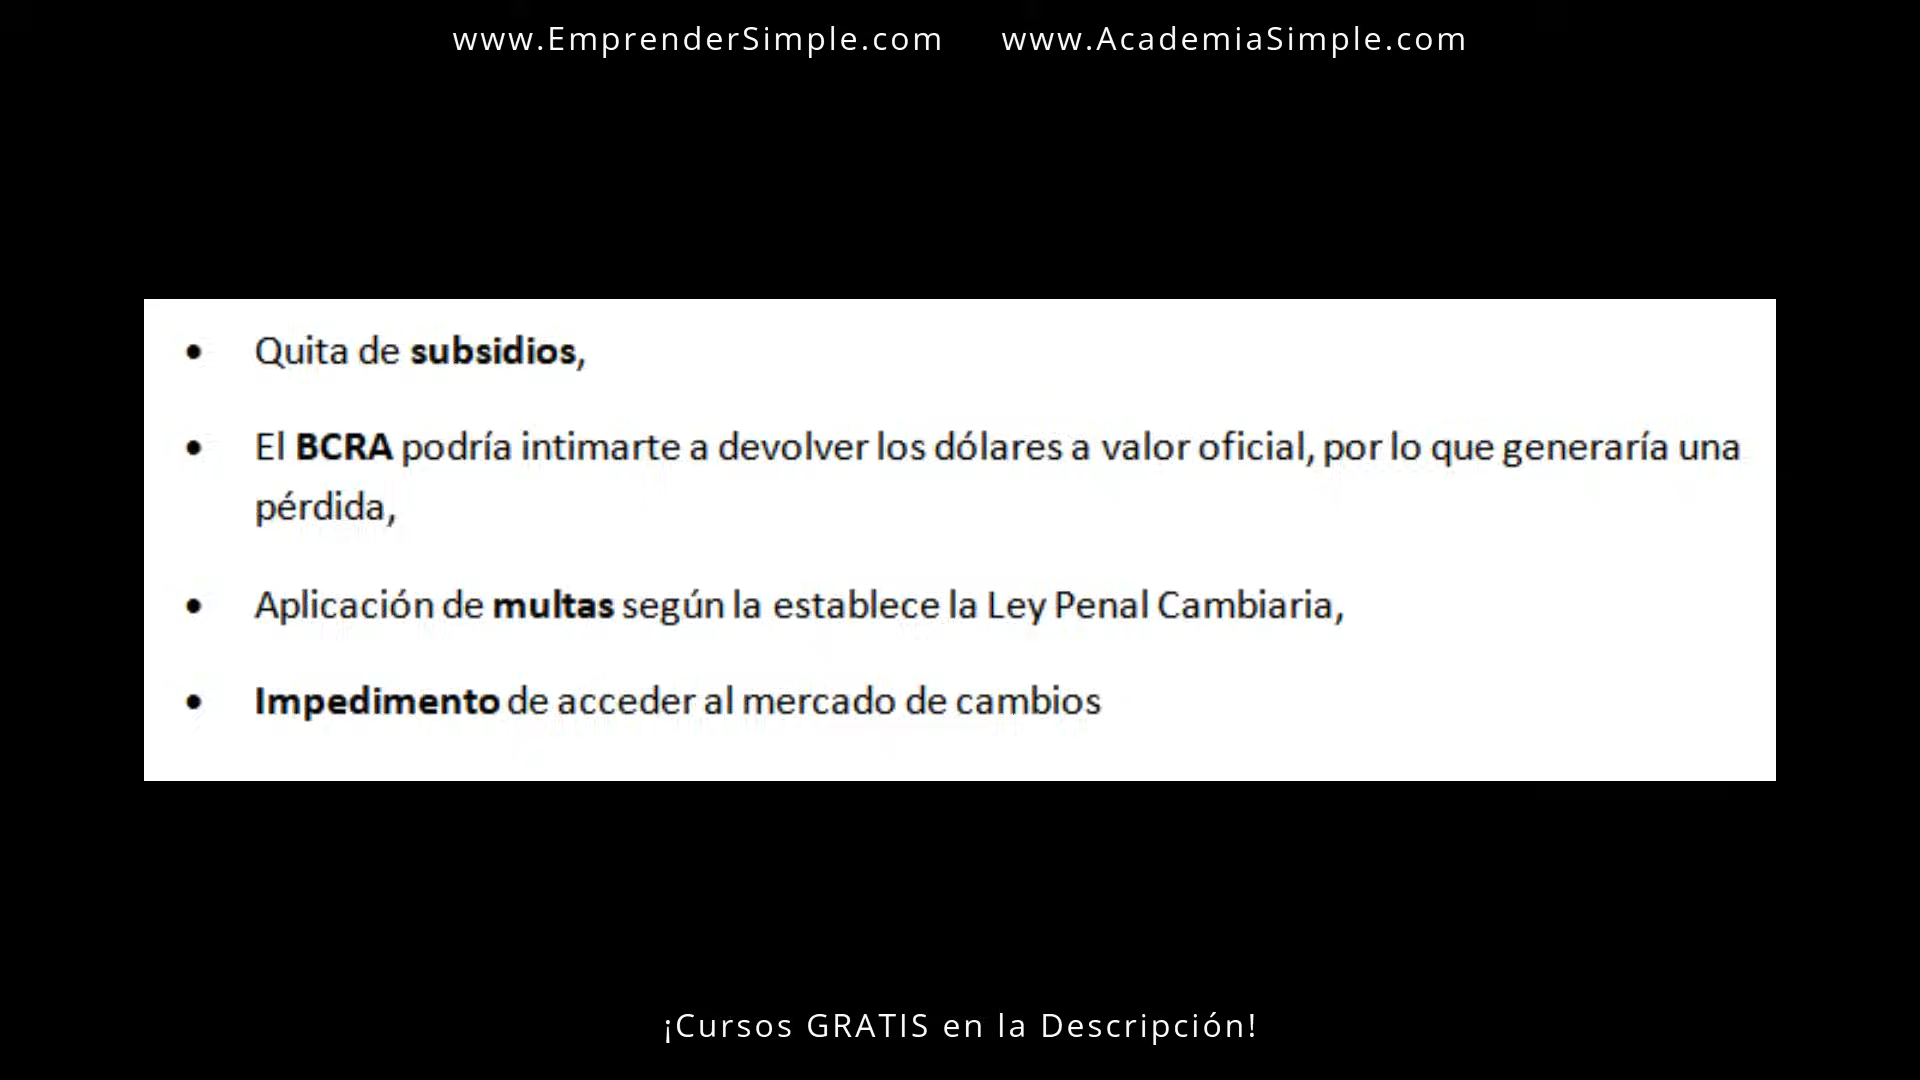 www.EmprenderSimple.com www.AcademiaSimple.com
• Quita de subsidios,
• El BCRA podría intimarte a devolver los dólares a valor oficial, por lo que generaría una
pérdida,
• Aplicación de multas según la establece la Ley Penal Cambiaria,
• Impedimento de acceder al mercado de cambios
¡Cursos GRATIS en la Descripción!